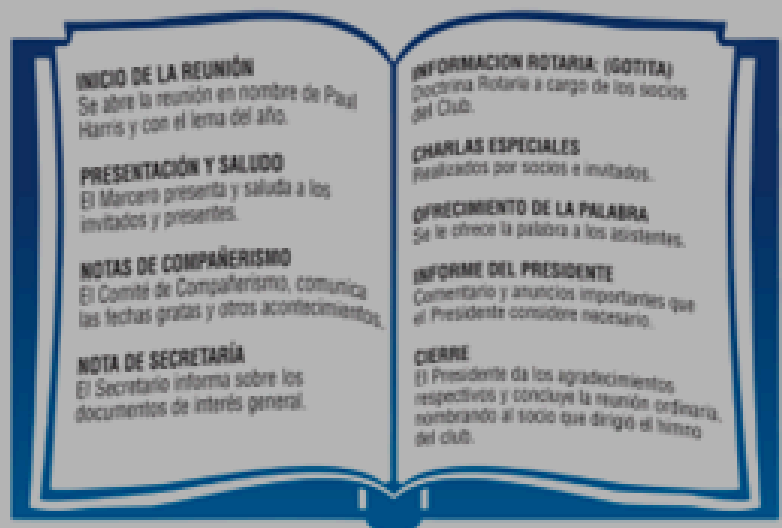 INICIO DE LA REUNIÓN
Se abre la reunión en nombre de Paul
Harris y con el lema del año.
PRESENTACIÓN Y SALUDO
El Marcero presenta y saluda a los
invitados y presentes.
NOTAS DE COMPAÑERISMO
El Comité de Compañerismo, comunica
las fechas gratas y otros acontecimientos.
NOTA DE SECRETARÍA
El Secretario informa sobre los
documentos de interés general.
INFORMACION ROTARIA: (GOTITA)
Doctrina Rotaria a cargo de los socios
del Club.
CHARLAS ESPECIALES
Realizados por socios e invitados.
OFRECIMIENTO DE LA PALABRA
Se le ofrece la palabra a los asistentes.
INFORME DEL PRESIDENTE
Comentario y anuncios importantes que
el Presidente considere necesario.
CIERRE
El Presidente da los agradecimientos
respectivos y concluye la reunión ordinaria,
nombrando al socio que dirigió el himno
del club.